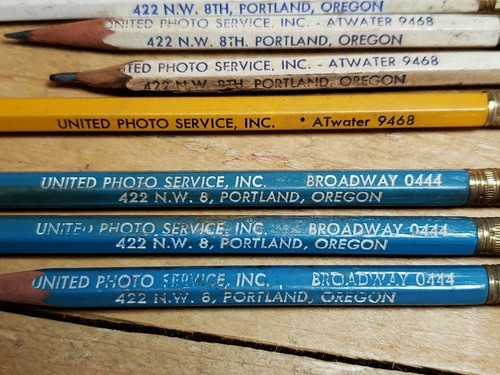 422 N.W. 8TH, PORTLAND, OREGON
UNITED PHOTO SERVICE, INC. - ATWATER 9468
422 N.W. 8TH. PORTLAND, OREGON
TED PHOTO SERVICE, INC. - ATWATER 9468
422 N.W. 8TH. PORTLAND, OREGON
UNITED PHOTO SERVICE, INC. • ATwater 9468
UNITED PHOTO SERVICE, INC. BROADWAY 0444
422 N.W. 8, PORTLAND, OREGON
UNITED PHOTO SERVICE, INC. BROADWAY 0444
422 N.W. 8, PORTLAND, OREGON
UNITED PHOTO SERVICE, INC. BROADWAY 0444
422 N.W. 8, PORTLAND, OREGON